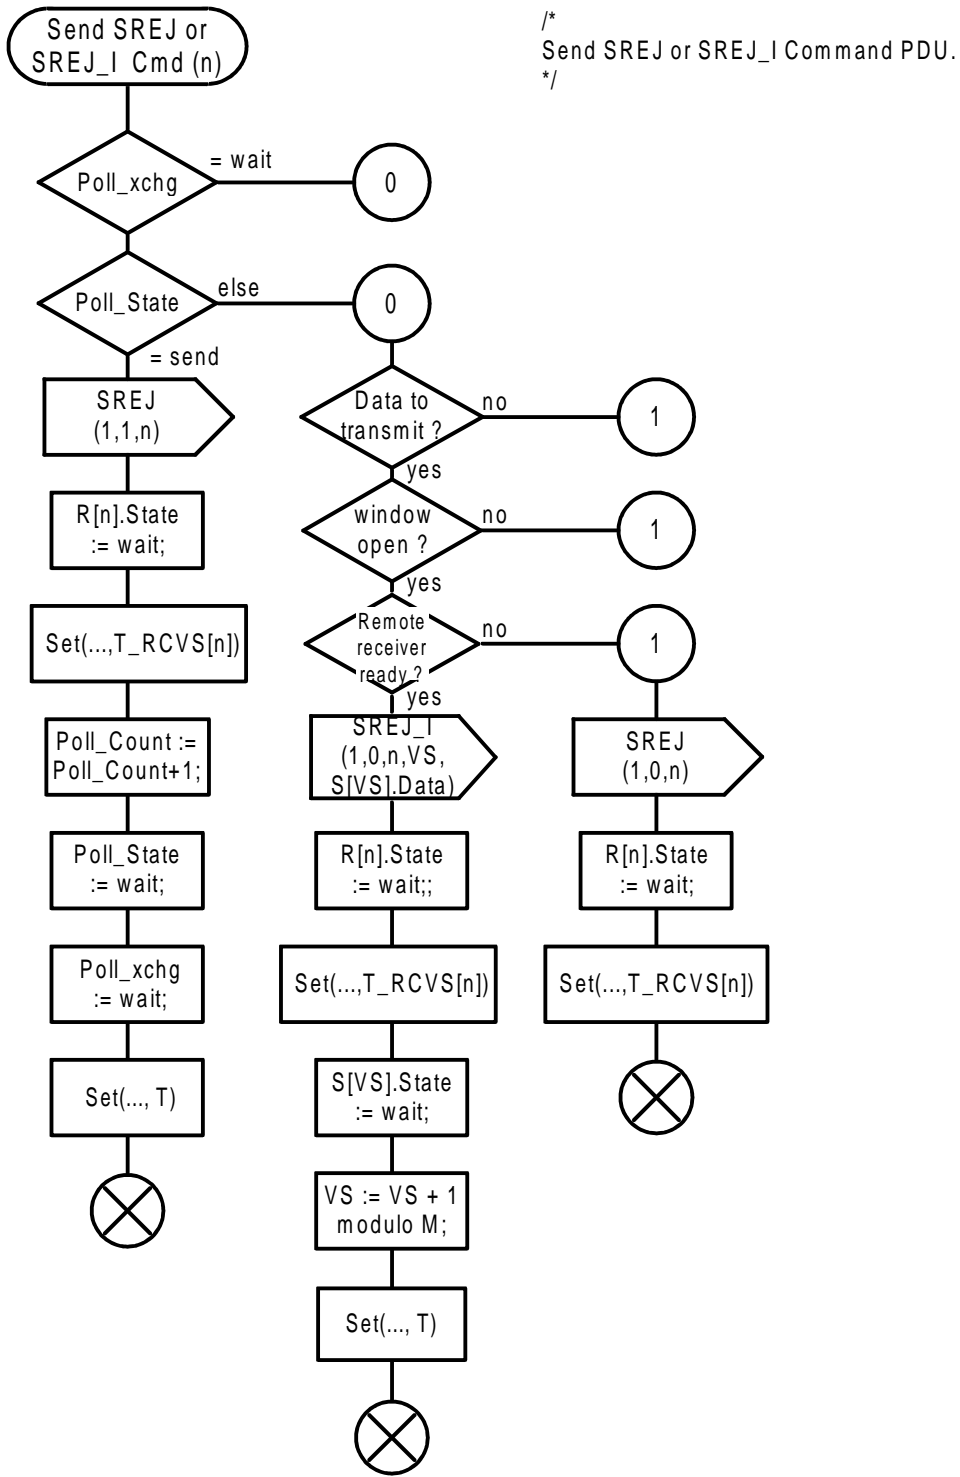 Send SREJ or
SREJ_I Cmd (n)
/*
Send SREJ or SREJ_I Command PDU.
*/
Poll_xchg
= wait
0
Poll_State
else
0
= send
SREJ
(1,1,n)
R[n].State
:= wait;
Set(...,T_RCVS[n])
Poll_Count :=
Poll_Count+1;
Poll_State
:= wait;
Poll_xchg
:= wait;
Set(..., T)
Data to
transmit ?
no
1
yes
window
open ?
no
1
yes
Remote
receiver
ready ?
no
1
yes
SREJ_I
(1,0,n,VS,
S[VS].Data)
R[n].State
:= wait;;
Set(...,T_RCVS[n])
S[VS].State
:= wait;
VS := VS + 1
modulo M;
Set(..., T)
SREJ
(1,0,n)
R[n].State
:= wait;
Set(...,T_RCVS[n])